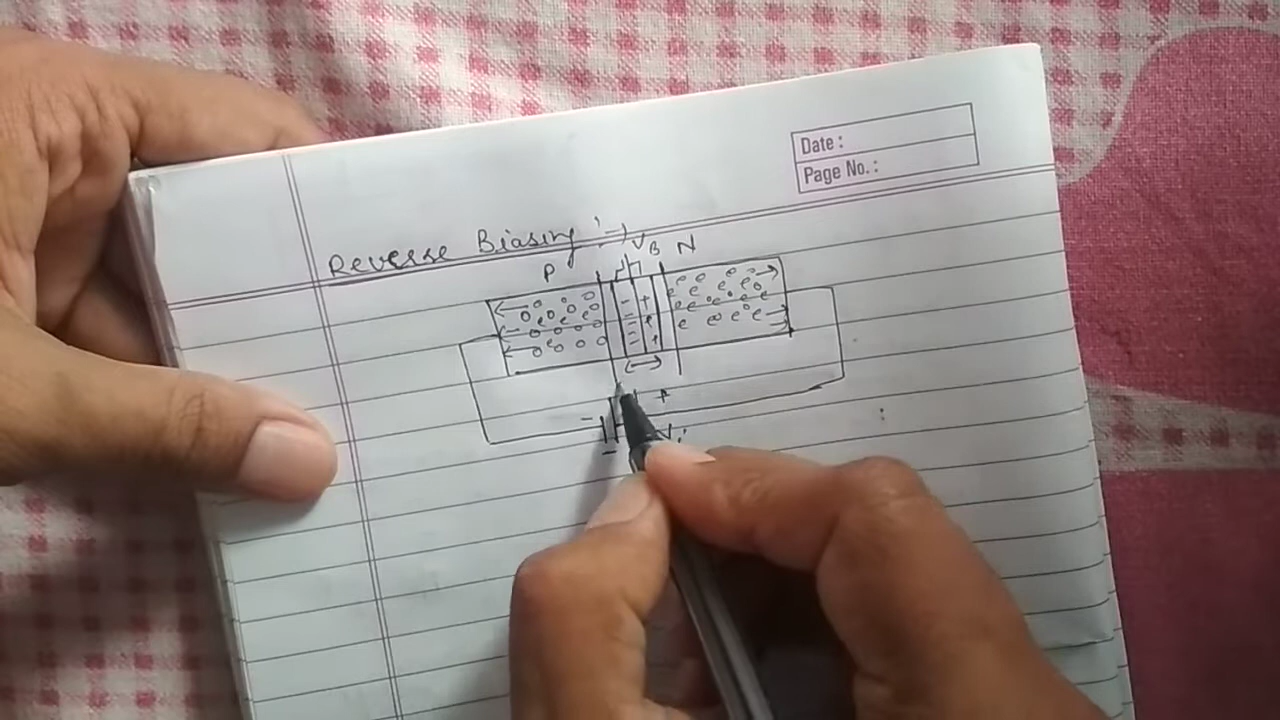 Date :
Page No. :
Reverse Biasing :→
P VB N
- +